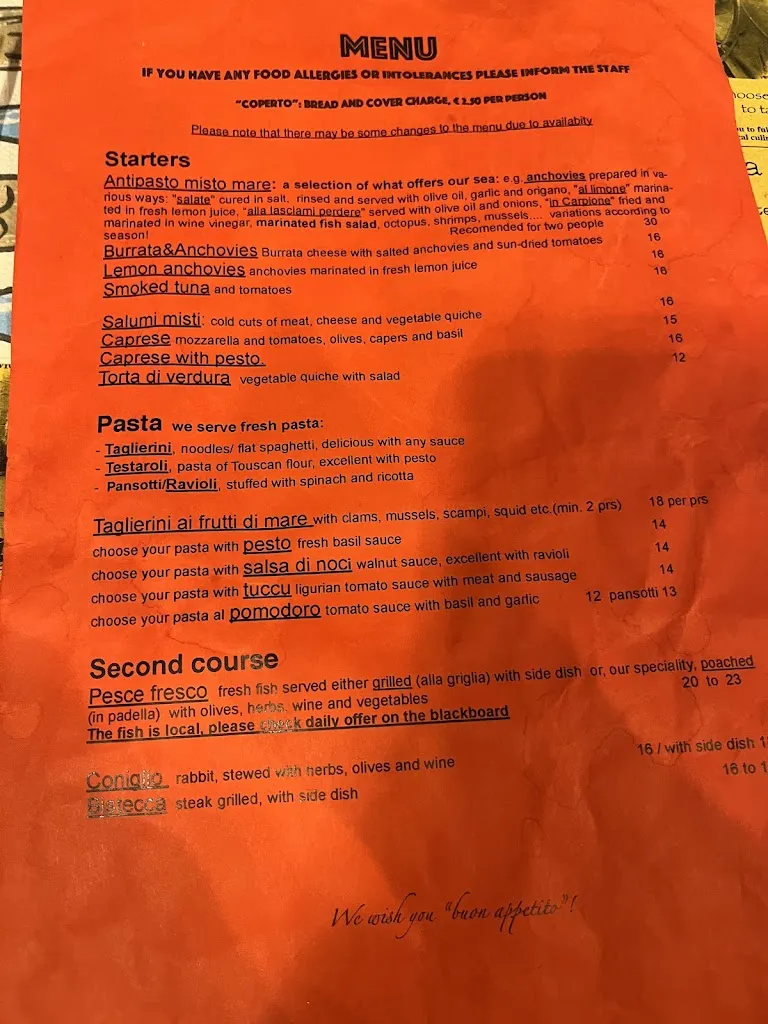 MENU
IF YOU HAVE ANY FOOD ALLERGIES OR INTOLERANCES PLEASE INFORM THE STAFF
"COPERTO": BREAD AND COVER CHARGE, € 2.50 PER PERSON
Please note that there may be some changes to the menu due to availabity
Starters
Antipasto misto mare: a selection of what offers our sea: e.g. anchovies prepared in va-
rious ways: "salate" cured in salt, rinsed and served with olive oil, garlic and origano, "al limone" marina-
ted in fresh lemon juice, "alla lasciami perdere" served with olive oil and onions, "in Carpione" fried and
marinated in wine vinegar, marinated fish salad, octopus, shrimps, mussels.... variations according to
season! Recomended for two people 30
Burrata&Anchovies Burrata cheese with salted anchovies and sun-dried tomatoes 16
Lemon anchovies anchovies marinated in fresh lemon juice 16
Smoked tuna and tomatoes 16
Salumi misti: cold cuts of meat, cheese and vegetable quiche 16
Caprese mozzarella and tomatoes, olives, capers and basil 15
Caprese with pesto. 16
Torta di verdura vegetable quiche with salad 12
Pasta we serve fresh pasta:
- Taglierini, noodles/ flat spaghetti, delicious with any sauce
- Testaroli, pasta of Touscan flour, excellent with pesto
- Pansotti/Ravioli, stuffed with spinach and ricotta
Taglierini ai frutti di mare with clams, mussels, scampi, squid etc.(min. 2 prs) 18 per prs
choose your pasta with pesto fresh basil sauce 14
choose your pasta with salsa di noci walnut sauce, excellent with ravioli 14
choose your pasta with tuccu ligurian tomato sauce with meat and sausage 14
choose your pasta al pomodoro tomato sauce with basil and garlic 12 pansotti 13
Second course
Pesce fresco fresh fish served either grilled (alla griglia) with side dish or, our speciality, poached
(in padella) with olives, herbs, wine and vegetables 20 to 23
The fish is local, please check daily offer on the blackboard
Coniglio rabbit, stewed with herbs, olives and wine 16 / with side dish
Bistecca steak grilled, with side dish 16 to
We wish you "buon appetito"!